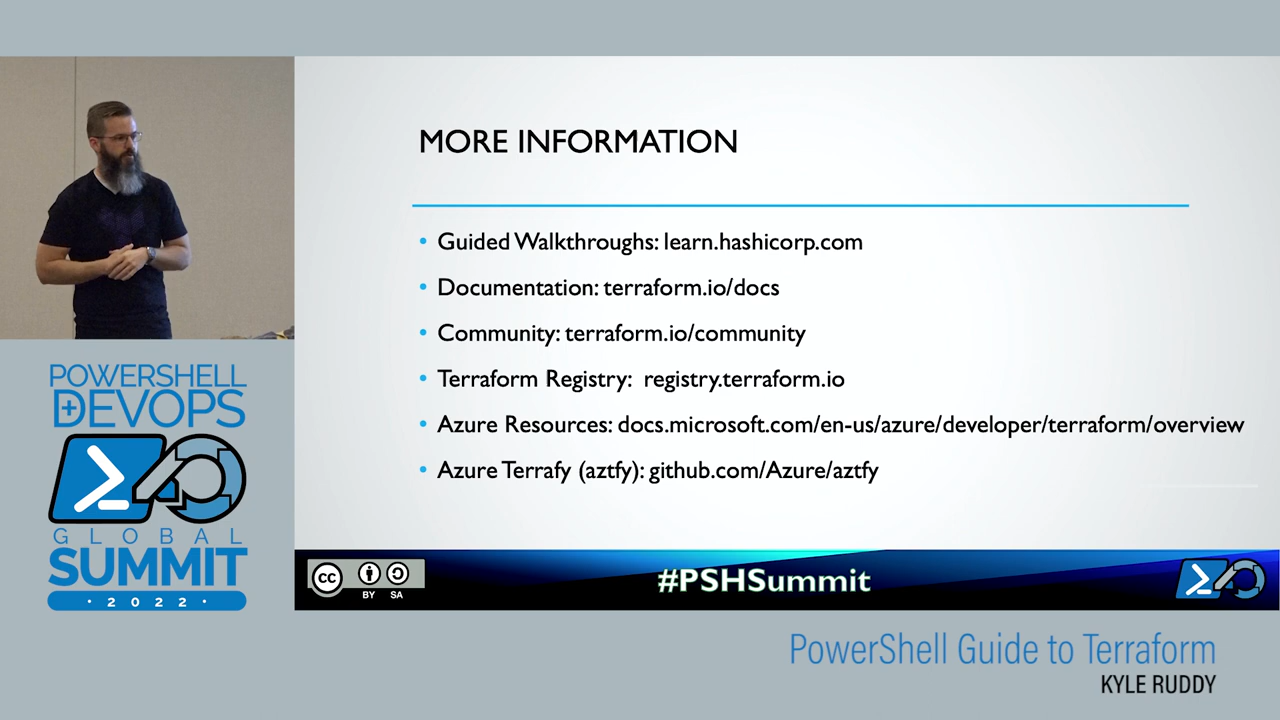 MORE INFORMATION
• Guided Walkthroughs: learn.hashicorp.com
• Documentation: terraform.io/docs
• Community: terraform.io/community
• Terraform Registry: registry.terraform.io
• Azure Resources: docs.microsoft.com/en-us/azure/developer/terraform/overview
• Azure Terrafy (aztfy): github.com/Azure/aztfy
POWERSHELL
+ DEVOPS
GLOBAL
SUMMIT
· 2022 ·
cc
BY SA
#PSHSummit
PowerShell Guide to Terraform
KYLE RUDDY